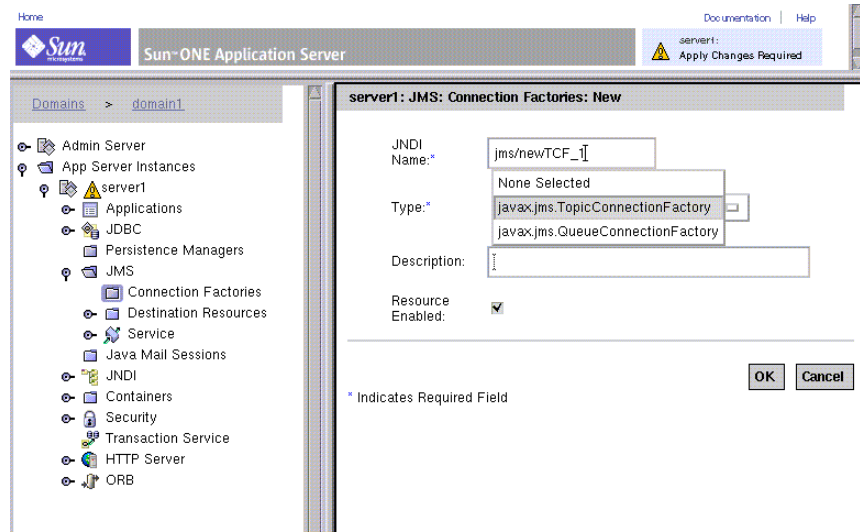 Home
Documentation | Help
Sun
microsystems
Sun™ONE Application Server
server1:
Apply Changes Required
Domains > domain1
Admin Server
App Server Instances
server1
Applications
JDBC
Persistence Managers
JMS
Connection Factories
Destination Resources
Service
Java Mail Sessions
JNDI
Containers
Security
Transaction Service
HTTP Server
ORB
server1: JMS: Connection Factories: New
JNDI
Name:*
jms/newTCF_1
None Selected
Type:*
javax.jms.TopicConnectionFactory
javax.jms.QueueConnectionFactory
Description:
Resource
Enabled:
OK
Cancel
* Indicates Required Field